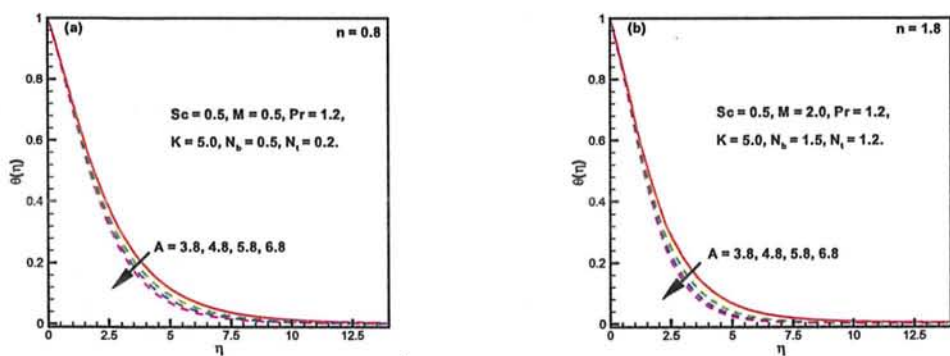 (a)
n = 0.8
Sc = 0.5, M = 0.5, Pr = 1.2,
K = 5.0, N_b = 0.5, N_t = 0.2.
A = 3.8, 4.8, 5.8, 6.8
θ(η)
1
0.8
0.6
0.4
0.2
0
0 2.5 5 7.5 10 12.5
η
(b)
n = 1.8
Sc = 0.5, M = 2.0, Pr = 1.2,
K = 5.0, N_b = 1.5, N_t = 1.2.
A = 3.8, 4.8, 5.8, 6.8
θ(η)
1
0.8
0.6
0.4
0.2
0
0 2.5 5 7.5 10 12.5
η